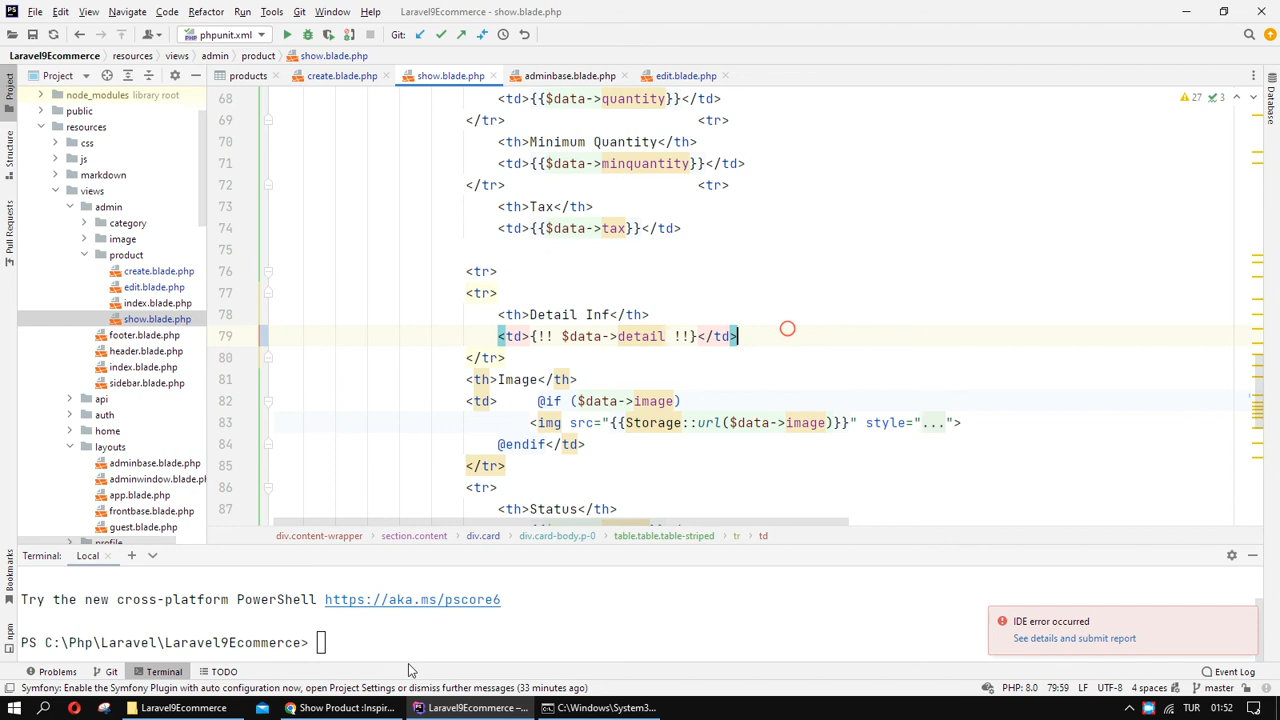 File Edit View Navigate Code Refactor Run Tools Git Window Help Laravel9Ecommerce - show.blade.php
phpunit.xml Git:
Laravel9Ecommerce resources views admin product show.blade.php
Project products create.blade.php show.blade.php adminbase.blade.php edit.blade.php
node_modules library root
public
resources
css
js
markdown
views
admin
category
image
product
create.blade.php
edit.blade.php
index.blade.php
show.blade.php
footer.blade.php
header.blade.php
index.blade.php
sidebar.blade.php
api
auth
home
layouts
adminbase.blade.php
adminwindow.blade.ph
app.blade.php
frontbase.blade.php
guest.blade.php
profile
Project
Structure
Pull Requests
Bookmarks
npm
Database
27 3
68 <td>{{$data->quantity}}</td>
69 </tr> <tr>
70 <th>Minimum Quantity</th>
71 <td>{{$data->minquantity}}</td>
72 </tr> <tr>
73 <th>Tax</th>
74 <td>{{$data->tax}}</td>
75
76 <tr>
77 <tr>
78 <th>Detail Inf</th>
79 <td>{!! $data->detail !!}</td>
80 </tr>
81 <th>Image</th>
82 <td> @if ($data->image)
83 <img src="{{Storage::url($data->image)}}" style="...">
84 @endif</td>
85 </tr>
86 <tr>
87 <th>Status</th>
div.content-wrapper section.content div.card div.card-body.p-0 table.table.table-striped tr td
Terminal: Local
Try the new cross-platform PowerShell https://aka.ms/pscore6
PS C:\Php\Laravel\Laravel9Ecommerce>
IDE error occurred
See details and submit report
Problems Git Terminal TODO Event Log
Symfony: Enable the Symfony Plugin with auto configuration now, open Project Settings or dismiss further messages (33 minutes ago) PHP: 8.0 79:59 LF UTF-8 4 spaces master
Laravel9Ecommerce Show Product :Inspir... Laravel9Ecommerce –... C:\Windows\System3... TUR 01:52